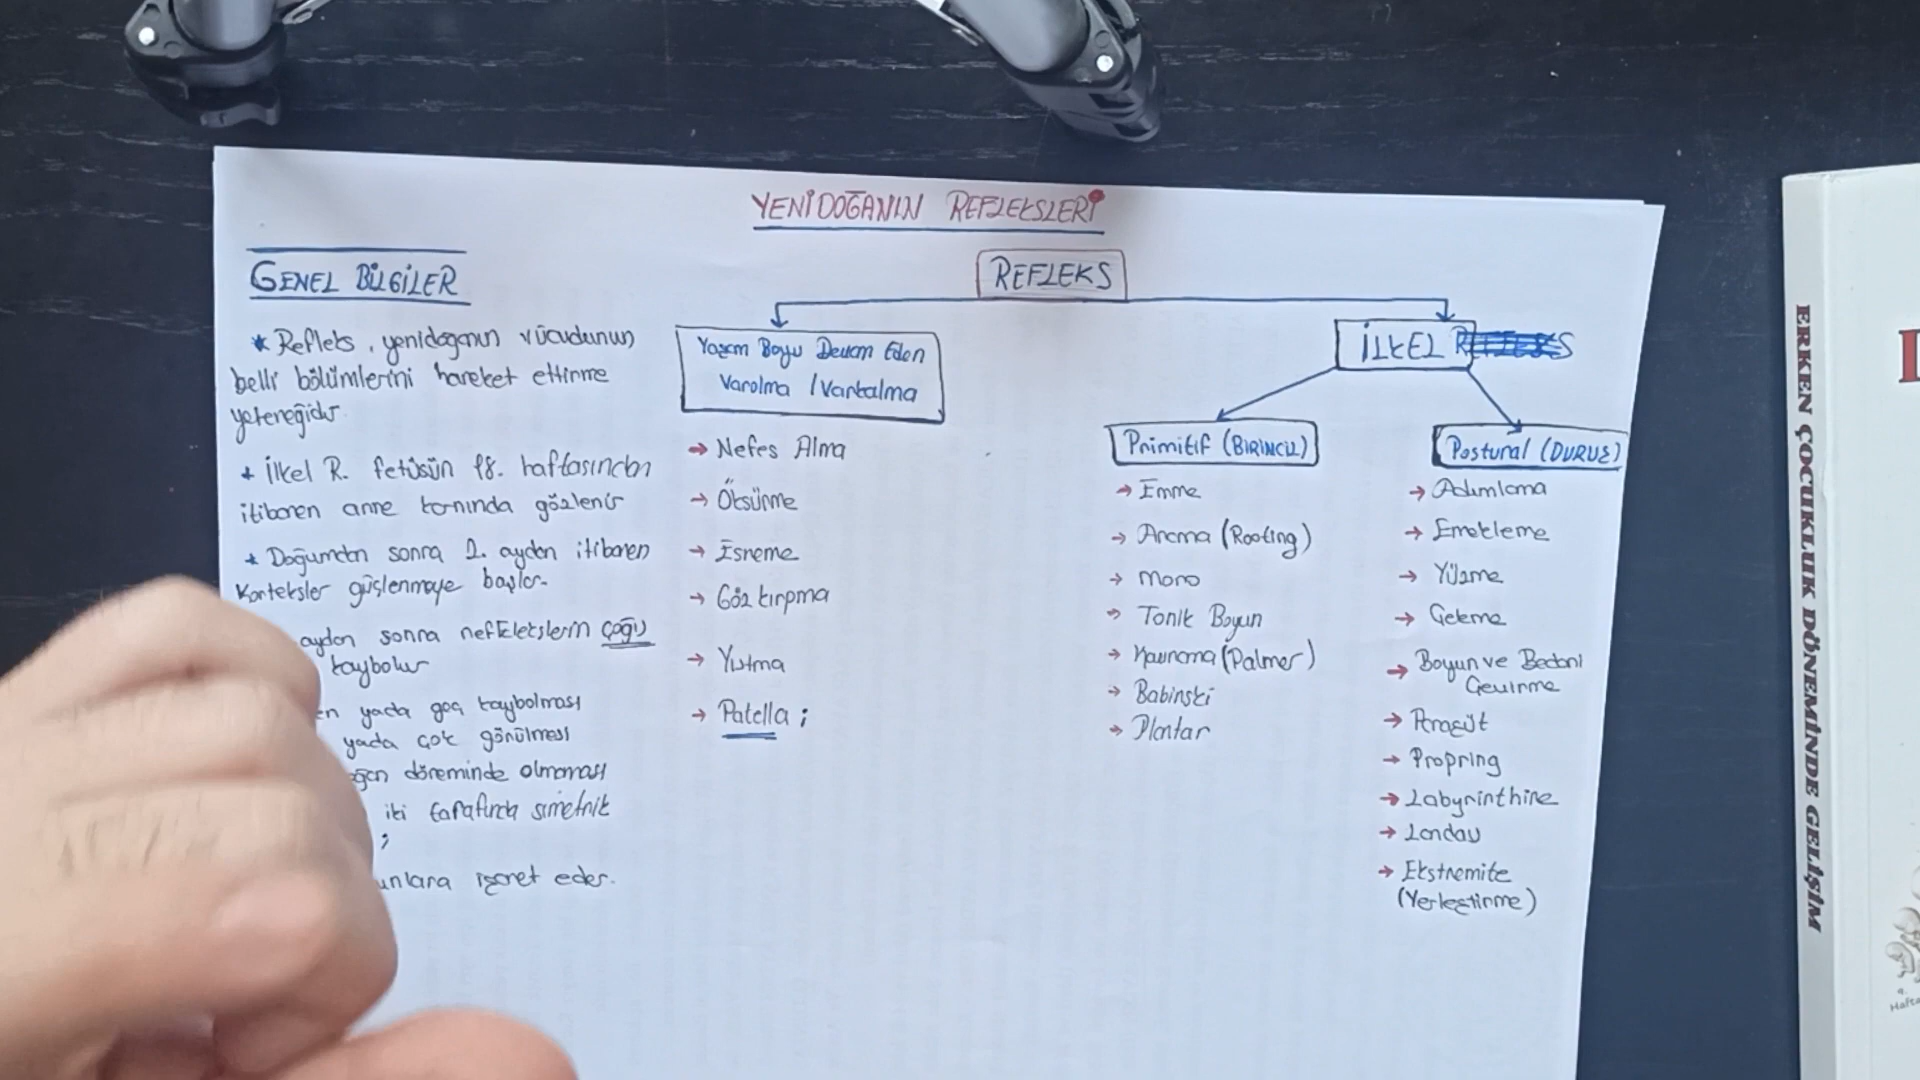 YENİDOĞANIN REFLEKSLERİ
GENEL BİLGİLER
* Refleks, yenidoğanın vücudunun
belli bölümlerini hareket ettirme
yeteneğidir.
* İlkel R. fetüsün 18. haftasından
itibaren anne karnında gözlenir
* Doğumdan sonra 2. aydan itibaren
Korteksler güçlenmeye başlar.
aydan sonra reflekslerin çoğu
kaybolur
yada geç kaybolması
yada çok görülmesi
döneminde olmaması
iki tarafında simetrik
;
işaret eder.
REFLEKS
Yaşam Boyu Devam Eden
Varolma / Varkalma
→ Nefes Alma
→ Öksürme
→ Esneme
→ Göz kırpma
→ Yutma
→ Patella ;
İLKEL
Primitif (BİRİNCİL)
→ Emme
→ Arama (Rooting)
→ Moro
→ Tonik Boyun
→ Kavrama (Palmer)
→ Babinski
→ Plantar
Postural (DURUŞ)
→ Adımlama
→ Emekleme
→ Yüzme
→ Çekme
→ Boyun ve Bedeni
Çevirme
→ Paraşüt
→ Propring
→ Labyrinthine
→ Landau
→ Ekstremite
(Yerleştirme)
ERKEN ÇOCUKLUK DÖNEMİNDE GELİŞİM
9.
Hafta